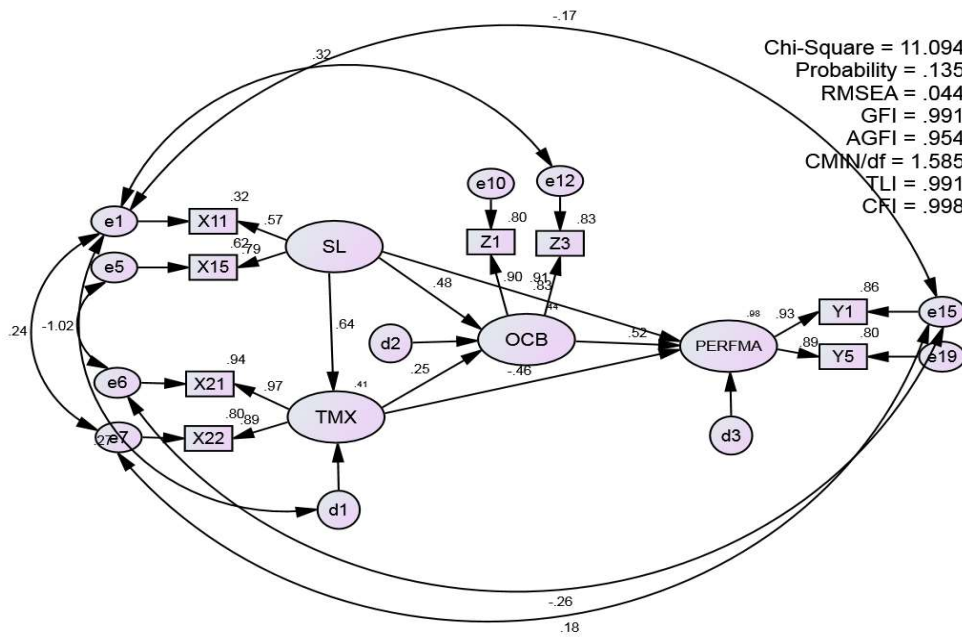 -.17
Chi-Square = 11.094
Probability = .135
RMSEA = .044
GFI = .991
AGFI = .954
CMIN/df = 1.585
TLI = .991
CFI = .998
.32
e10
e12
.32
.80
.83
e1
X11
.57
SL
Z1
Z3
.62
.79
e5
X15
.90
.91
.83
.86
.48
.44
.98
.93
Y1
e15
.24
-1.02
.64
d2
OCB
.52
PERFMA
.80
.89
Y5
e19
.94
.25
-.46
e6
X21
.97
.41
TMX
.80
.89
.27
e7
X22
d3
d1
-.26
.18